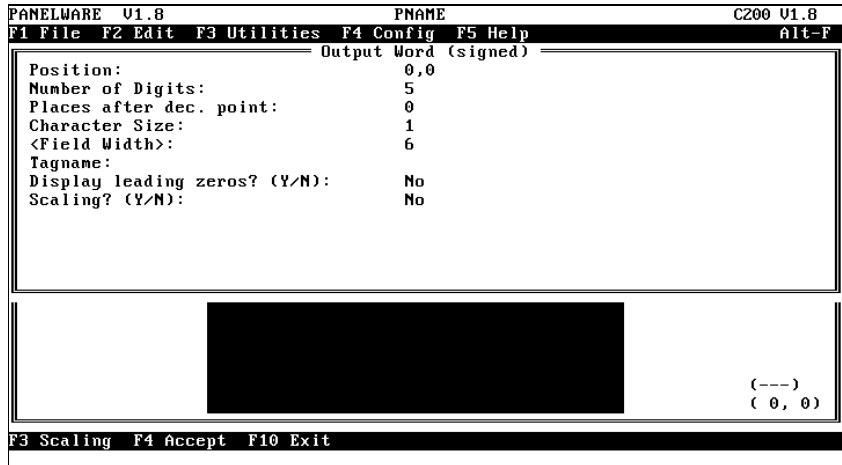 PANELWARE V1.8 PNAME C200 V1.8
F1 File F2 Edit F3 Utilities F4 Config F5 Help Alt-F
Output Word (signed)
Position: 0,0
Number of Digits: 5
Places after dec. point: 0
Character Size: 1
<Field Width>: 6
Tagname:
Display leading zeros? (Y/N): No
Scaling? (Y/N): No
(---)
( 0, 0)
F3 Scaling F4 Accept F10 Exit